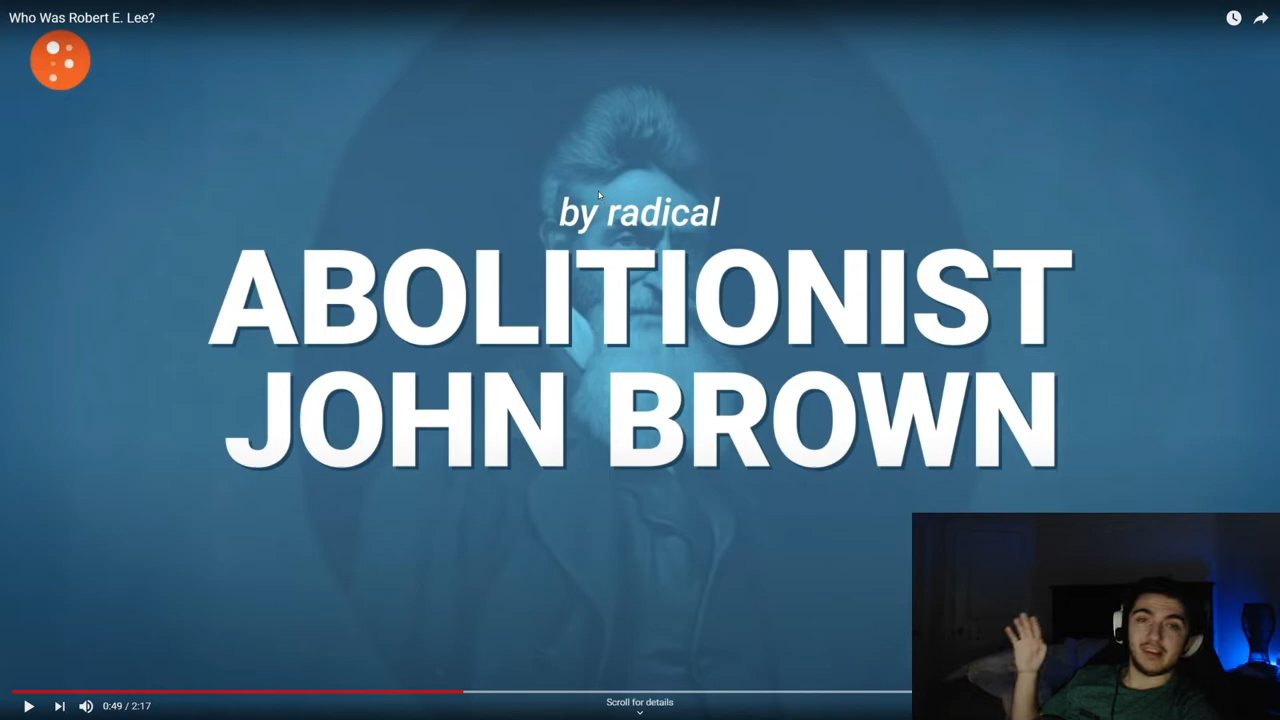 Who Was Robert E. Lee?
by radical
ABOLITIONIST
JOHN BROWN
0:49 / 2:17
Scroll for details